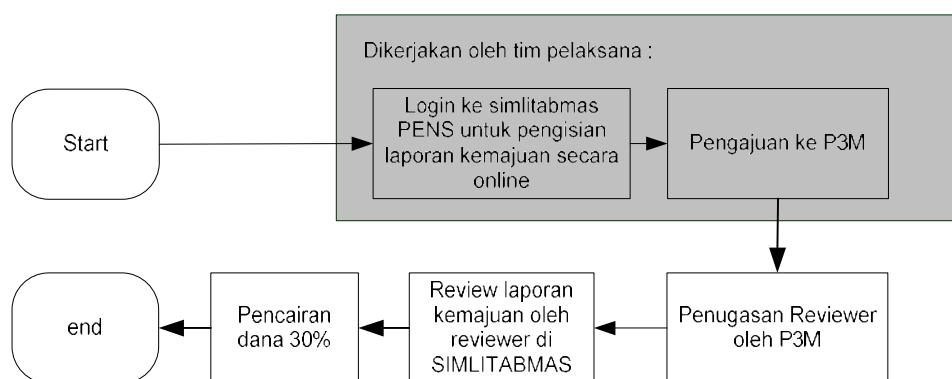 Dikerjakan oleh tim pelaksana :
Start
Login ke simlitabmas
PENS untuk pengisian
laporan kemajuan secara
online
Pengajuan ke P3M
Penugasan Reviewer
oleh P3M
Review laporan
kemajuan oleh
reviewer di
SIMLITABMAS
Pencairan
dana 30%
end